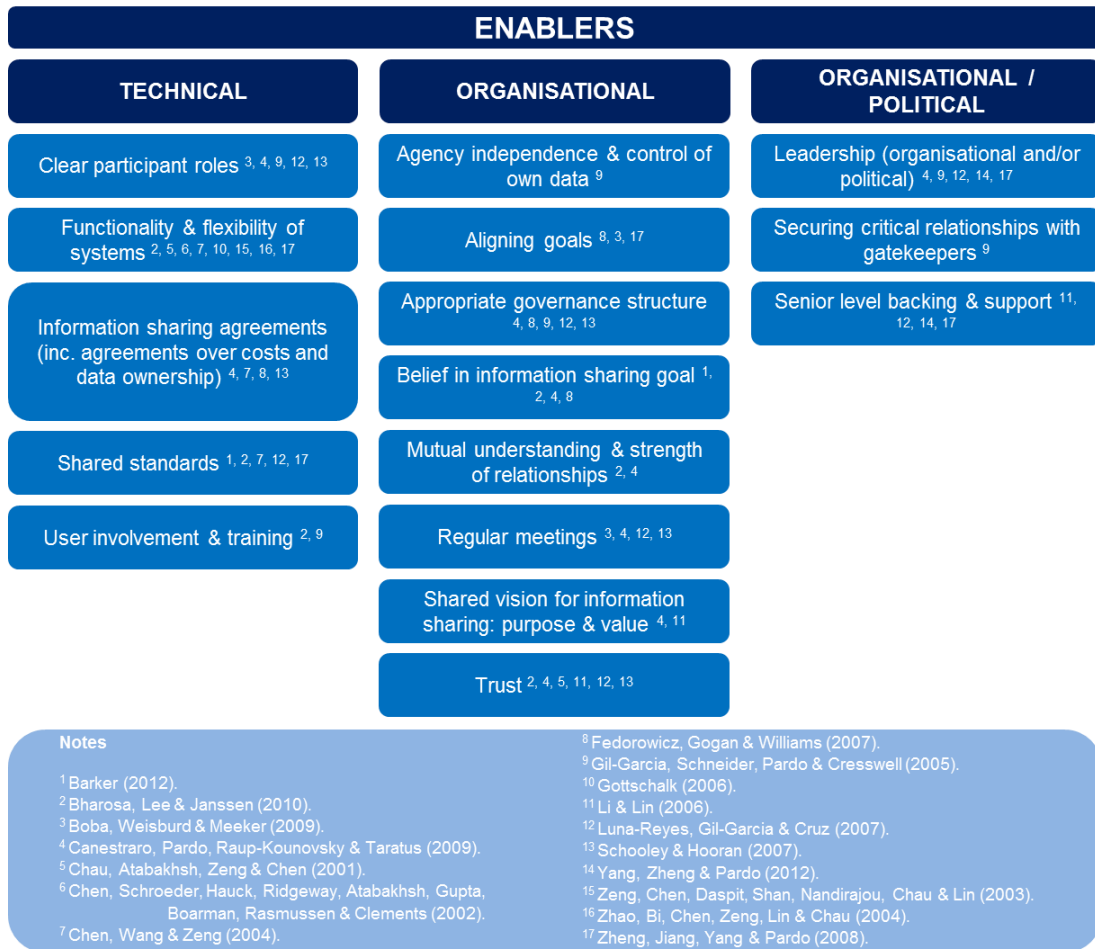 ENABLERS
TECHNICAL
Clear participant roles 3, 4, 9, 12, 13
Functionality & flexibility of
systems 2, 5, 6, 7, 10, 15, 16, 17
Information sharing agreements
(inc. agreements over costs and
data ownership) 4, 7, 8, 13
Shared standards 1, 2, 7, 12, 17
User involvement & training 2, 9
ORGANISATIONAL
Agency independence & control of
own data 9
Aligning goals 8, 3, 17
Appropriate governance structure
4, 8, 9, 12, 13
Belief in information sharing goal 1,
2, 4, 8
Mutual understanding & strength
of relationships 2, 4
Regular meetings 3, 4, 12, 13
Shared vision for information
sharing: purpose & value 4, 11
Trust 2, 4, 5, 11, 12, 13
ORGANISATIONAL /
POLITICAL
Leadership (organisational and/or
political) 4, 9, 12, 14, 17
Securing critical relationships with
gatekeepers 9
Senior level backing & support 11,
12, 14, 17
Notes
1 Barker (2012).
2 Bharosa, Lee & Janssen (2010).
3 Boba, Weisburd & Meeker (2009).
4 Canestraro, Pardo, Raup-Kounovsky & Taratus (2009).
5 Chau, Atabakhsh, Zeng & Chen (2001).
6 Chen, Schroeder, Hauck, Ridgeway, Atabakhsh, Gupta,
Boarman, Rasmussen & Clements (2002).
7 Chen, Wang & Zeng (2004).
8 Fedorowicz, Gogan & Williams (2007).
9 Gil-Garcia, Schneider, Pardo & Cresswell (2005).
10 Gottschalk (2006).
11 Li & Lin (2006).
12 Luna-Reyes, Gil-Garcia & Cruz (2007).
13 Schooley & Hooran (2007).
14 Yang, Zheng & Pardo (2012).
15 Zeng, Chen, Daspit, Shan, Nandirajou, Chau & Lin (2003).
16 Zhao, Bi, Chen, Zeng, Lin & Chau (2004).
17 Zheng, Jiang, Yang & Pardo (2008).